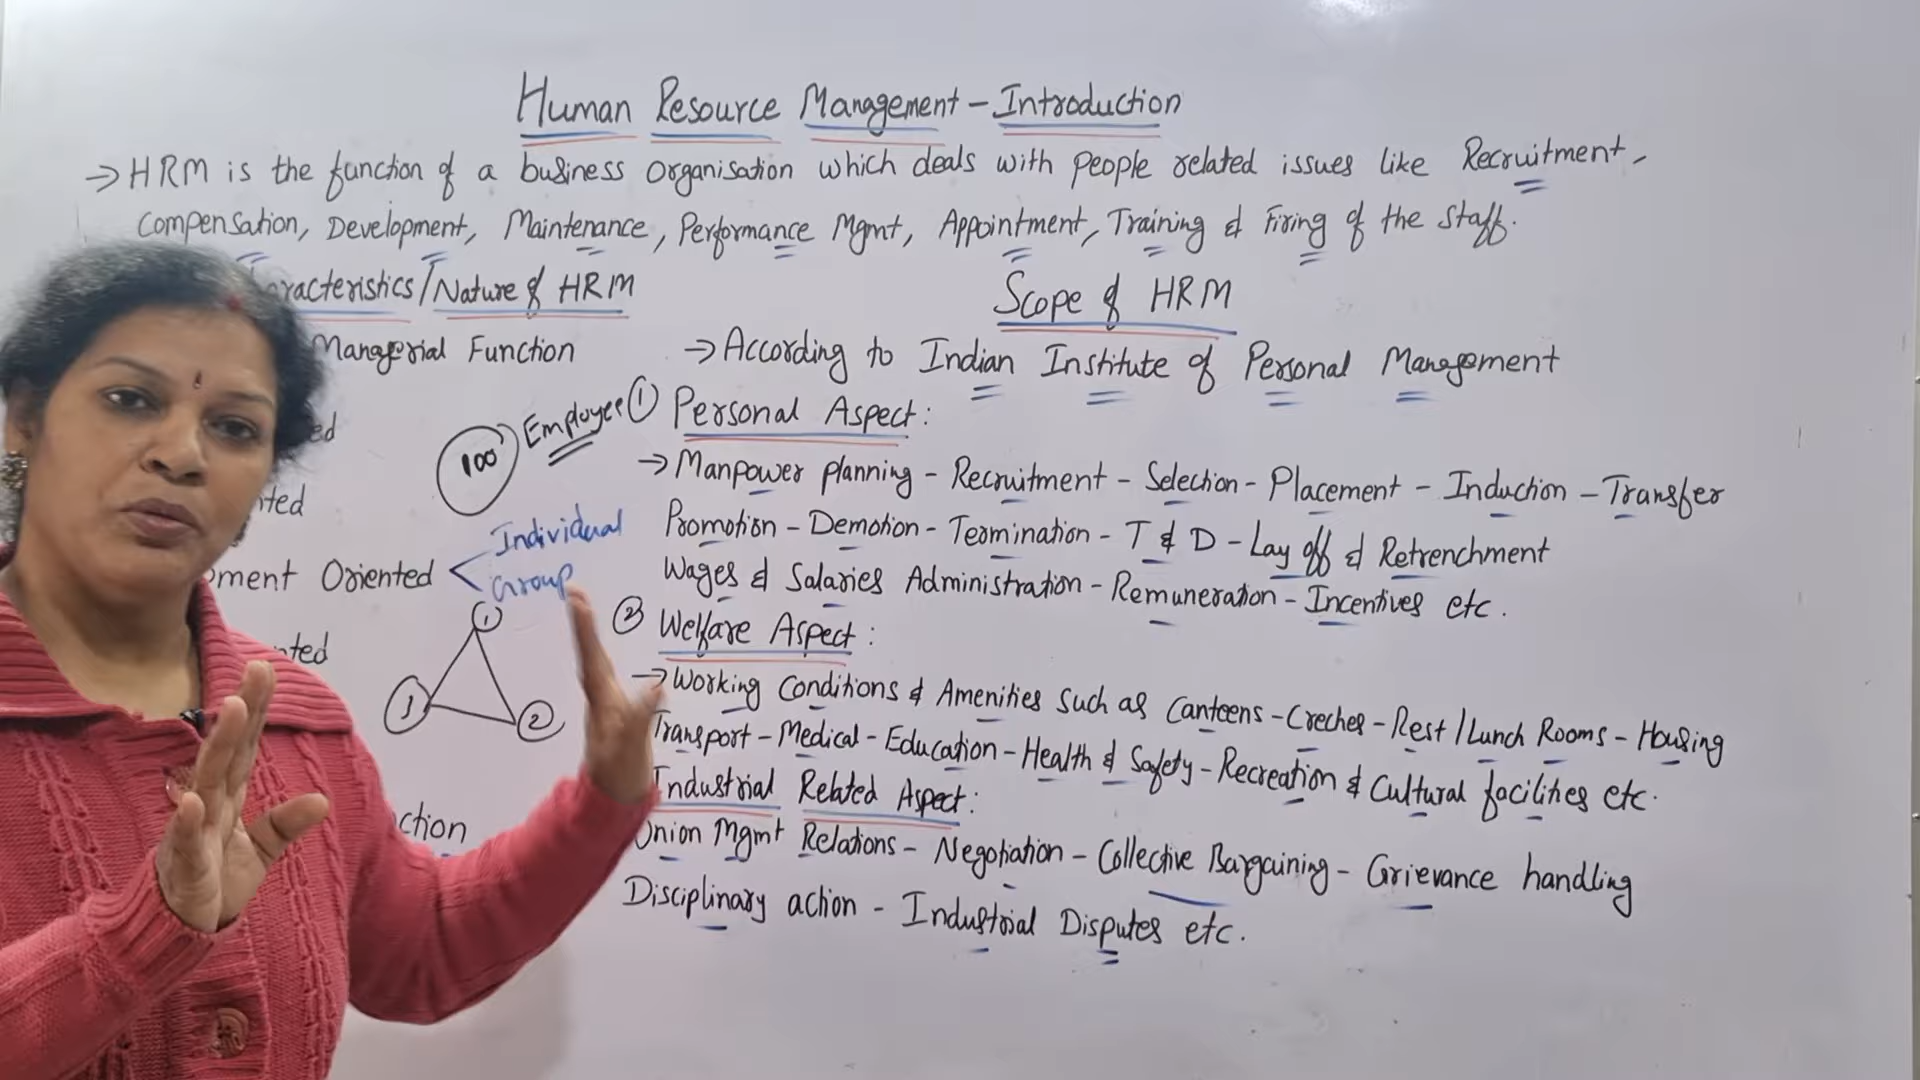 Human Resource Management - Introduction
→ HRM is the function of a business organisation which deals with people related issues like Recruitment,
Compensation, Development, Maintenance, Performance Mgmt, Appointment, Training & Firing of the staff.
/Nature of HRM
Managerial Function
Oriented
Individual
Group
100
Employee
1
1
2
Scope of HRM
→ According to Indian Institute of Personal Management
① Personal Aspect:
→ Manpower planning - Recruitment - Selection - Placement - Induction - Transfer
Promotion - Demotion - Termination - T & D - Lay off & Retrenchment
Wages & Salaries Administration - Remuneration - Incentives etc.
② Welfare Aspect:
→ Working Conditions & Amenities such as Canteens - Creches - Rest / Lunch Rooms - Housing
Transport - Medical - Education - Health & Safety - Recreation & Cultural facilities etc.
Industrial Related Aspect:
Union Mgmt Relations - Negotiation - Collective Bargaining - Grievance handling
Disciplinary action - Industrial Disputes etc.